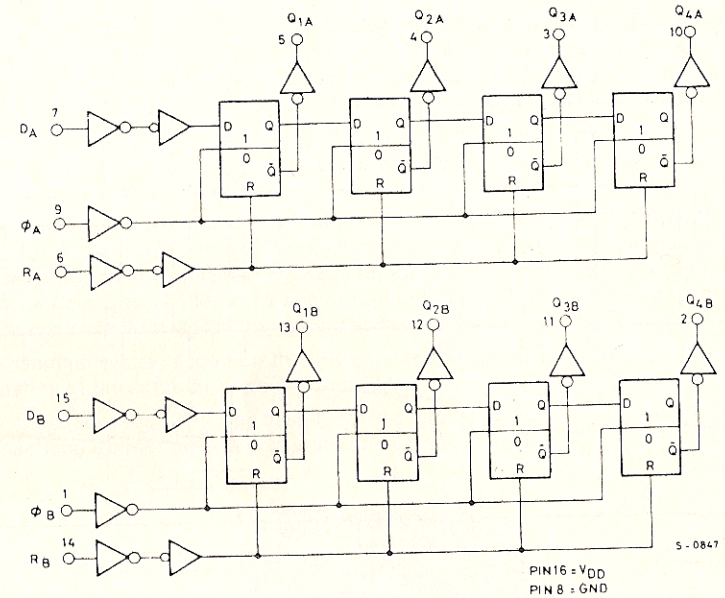 Q1A Q2A Q3A Q4A
5 4 3 10
DA 7
D Q D Q D Q D Q
1 1 1 1
0 0 0 0
Q̄ Q̄ Q̄ Q̄
R R R R
ΦA 9
RA 6
Q1B Q2B Q3B Q4B
13 12 11 2
DB 15
D Q D Q D Q D Q
1 1 1 1
0 0 0 0
Q̄ Q̄ Q̄ Q̄
R R R R
ΦB 1
RB 14
S-0847
PIN16 = VDD
PIN 8 = GND